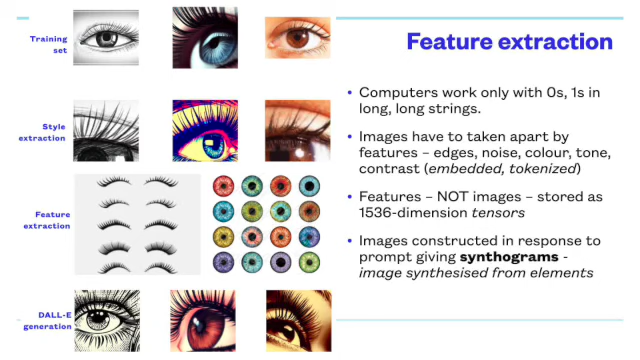 Training
set
Style
extraction
Feature
extraction
DALL-E
generation
Feature extraction
• Computers work only with 0s, 1s in
long, long strings.
• Images have to taken apart by
features – edges, noise, colour, tone,
contrast (embedded, tokenized)
• Features – NOT images – stored as
1536-dimension tensors
• Images constructed in response to
prompt giving synthograms -
image synthesised from elements